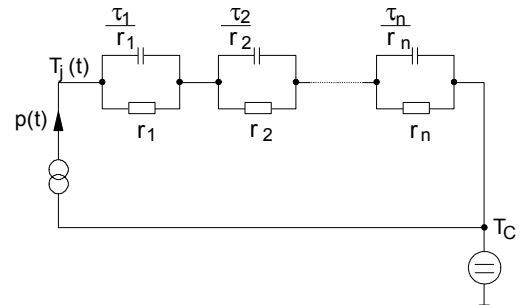 τ1 τ2 τn
r1 r2 rn
Tj(t)
r1 r2 rn
p(t)
TC